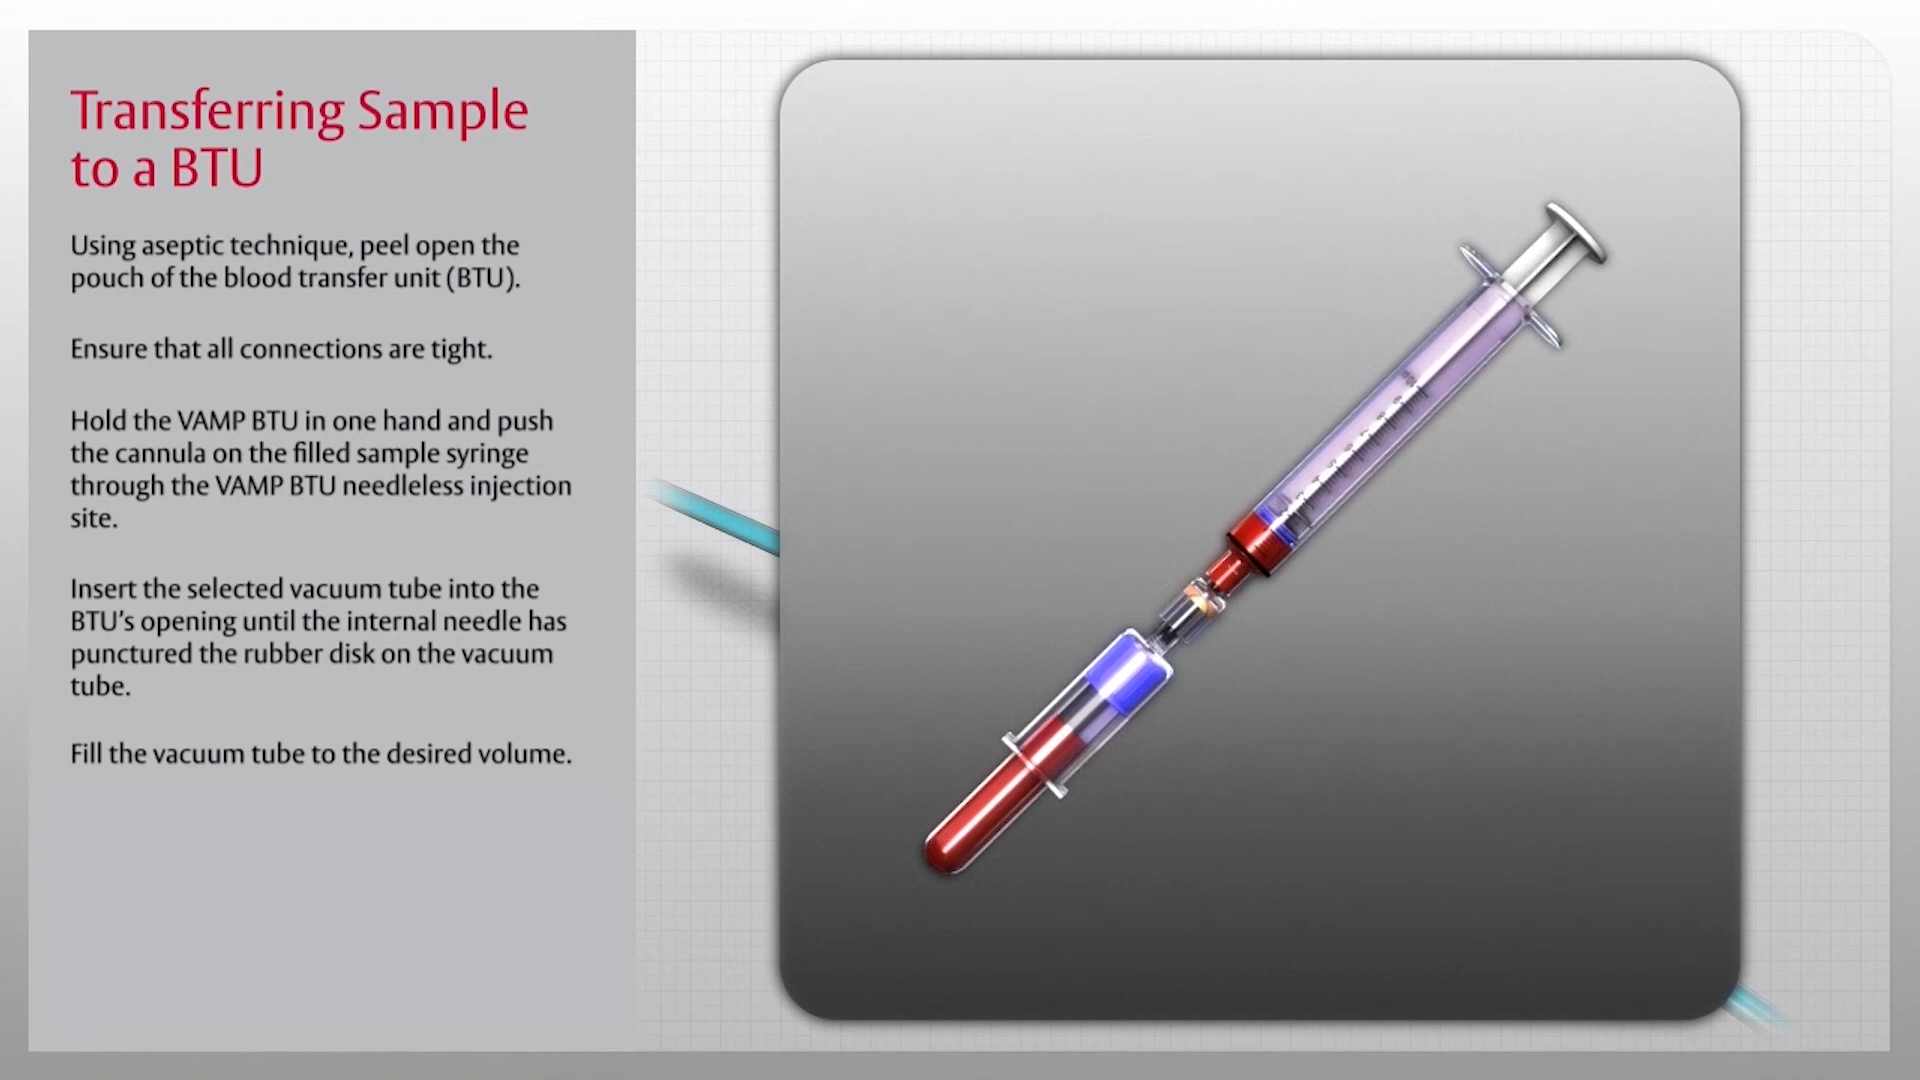 Transferring Sample
to a BTU
Using aseptic technique, peel open the
pouch of the blood transfer unit (BTU).
Ensure that all connections are tight.
Hold the VAMP BTU in one hand and push
the cannula on the filled sample syringe
through the VAMP BTU needleless injection
site.
Insert the selected vacuum tube into the
BTU’s opening until the internal needle has
punctured the rubber disk on the vacuum
tube.
Fill the vacuum tube to the desired volume.